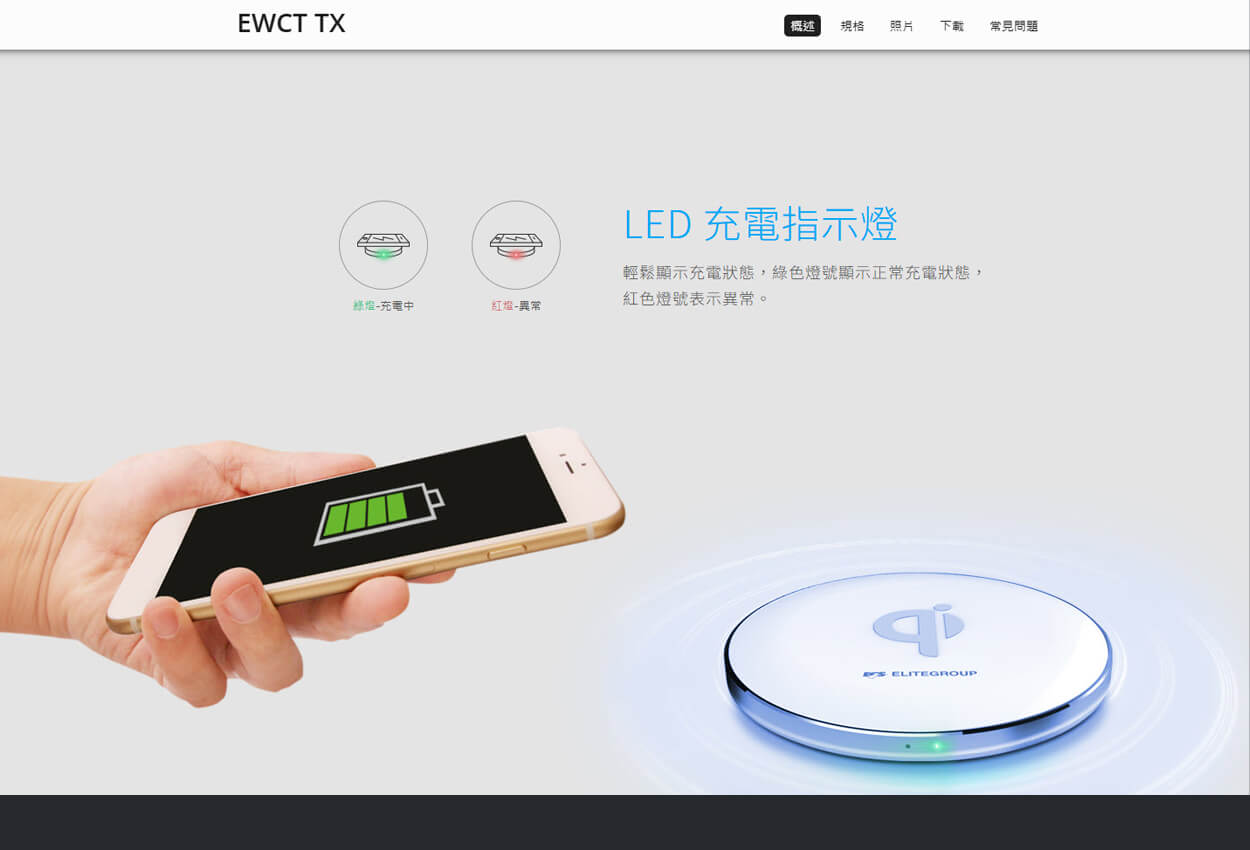 EWCT TX
概述
規格
照片
下載
常見問題
LED 充電指示燈
輕鬆顯示充電狀態，綠色燈號顯示正常充電狀態，
紅色燈號表示異常。
綠燈-充電中
紅燈-異常
qi
ECS ELITEGROUP